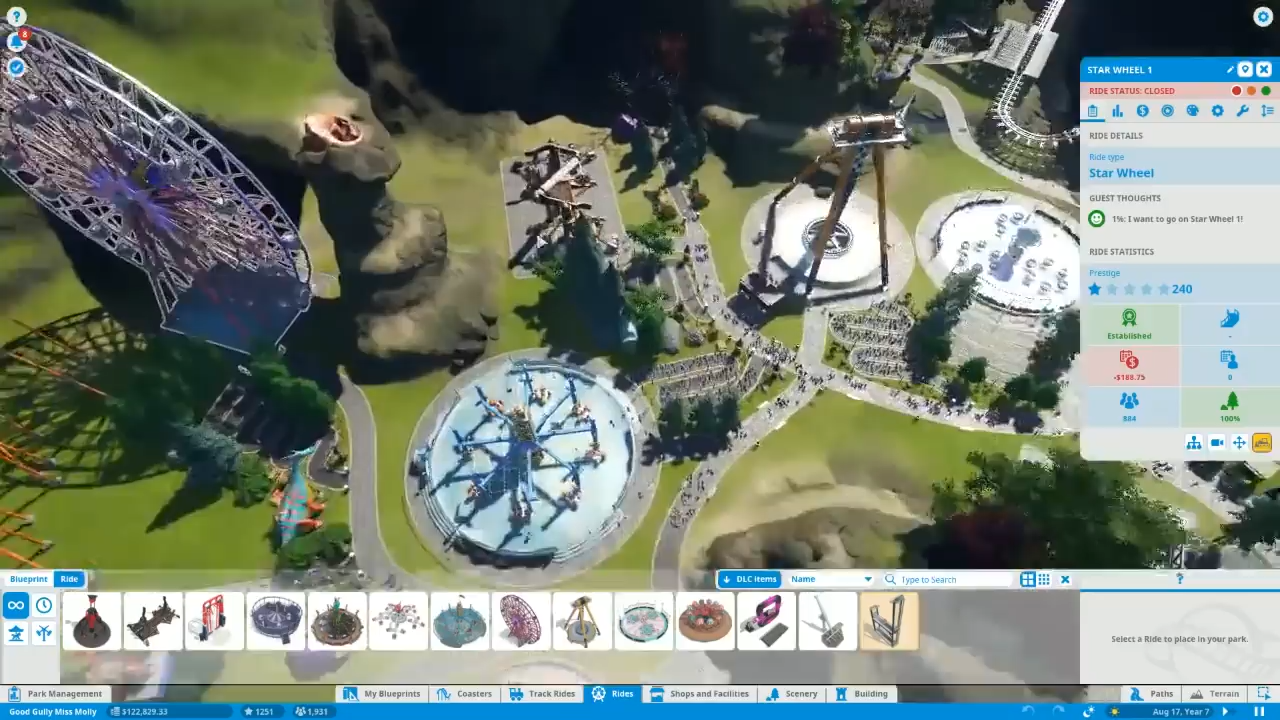 ?
8
STAR WHEEL 1
RIDE STATUS: CLOSED
RIDE DETAILS
Ride type
Star Wheel
GUEST THOUGHTS
1%: I want to go on Star Wheel 1!
RIDE STATISTICS
Prestige
240
Established
-
-$188.75
0
884
100%
Blueprint Ride
DLC items Name Type to Search
?
Select a Ride to place in your park.
Park Management My Blueprints Coasters Track Rides Rides Shops and Facilities Scenery Building Paths Terrain
Good Gully Miss Molly $122,829.33 1251 1,931 Aug 17, Year 7